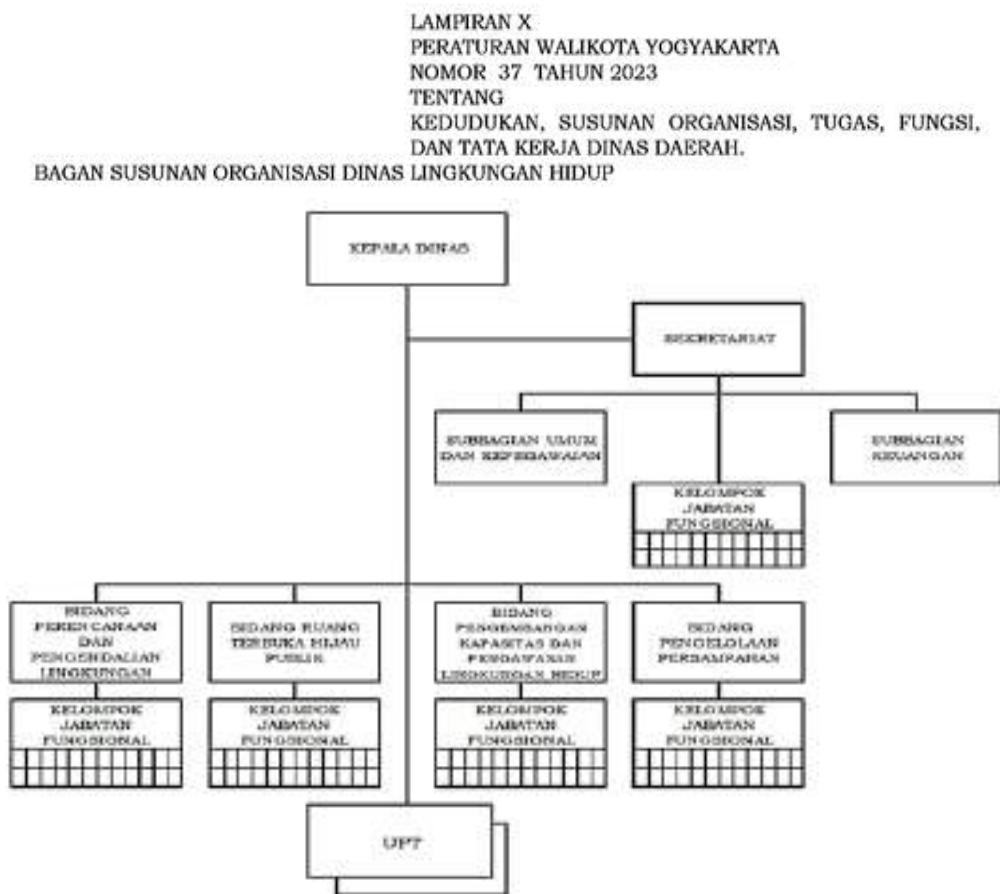 LAMPIRAN X
PERATURAN WALIKOTA YOGYAKARTA
NOMOR 37 TAHUN 2023
TENTANG
KEDUDUKAN, SUSUNAN ORGANISASI, TUGAS, FUNGSI,
DAN TATA KERJA DINAS DAERAH.
BAGAN SUSUNAN ORGANISASI DINAS LINGKUNGAN HIDUP
KEPALA DINAS
SEKRETARIAT
SUBBAGIAN UMUM
DAN KEPEGAWAIAN
SUBBAGIAN
KEUANGAN
KELOMPOK
JABATAN
FUNGSIONAL
BIDANG
PERENCANAAN
DAN
PENGENDALIAN
LINGKUNGAN
BIDANG RUANG
TERBUKA HIJAU
PUBLIK
BIDANG
PENGEMBANGAN
KAPASITAS DAN
PENGAWASAN
LINGKUNGAN HIDUP
BIDANG
PENGELOLAAN
PERSAMPAHAN
KELOMPOK
JABATAN
FUNGSIONAL
KELOMPOK
JABATAN
FUNGSIONAL
KELOMPOK
JABATAN
FUNGSIONAL
KELOMPOK
JABATAN
FUNGSIONAL
UPT